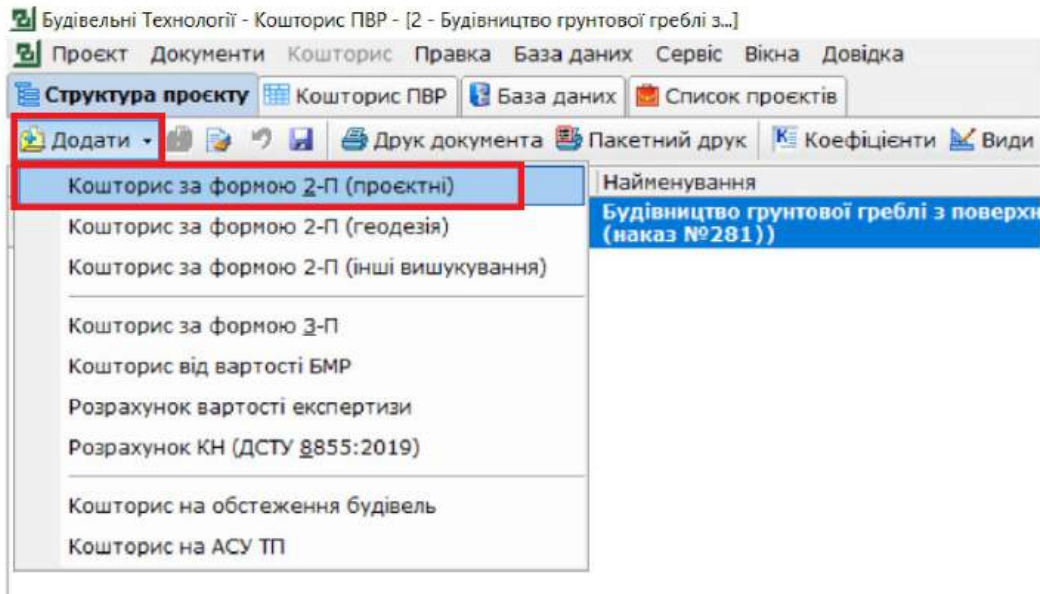 Будівельні Технології - Кошторис ПВР - [2 - Будівництво грунтової греблі з...]
Проєкт Документи Кошторис Правка База даних Сервіс Вікна Довідка
Структура проєкту Кошторис ПВР База даних Список проєктів
Додати Друк документа Пакетний друк Коефіцієнти Види
Кошторис за формою 2-П (проєктні) Найменування
Кошторис за формою 2-П (геодезія) Будівництво грунтової греблі з поверхн
(наказ №281))
Кошторис за формою 2-П (інші вишукування)
Кошторис за формою 3-П
Кошторис від вартості БМР
Розрахунок вартості експертизи
Розрахунок КН (ДСТУ 8855:2019)
Кошторис на обстеження будівель
Кошторис на АСУ ТП